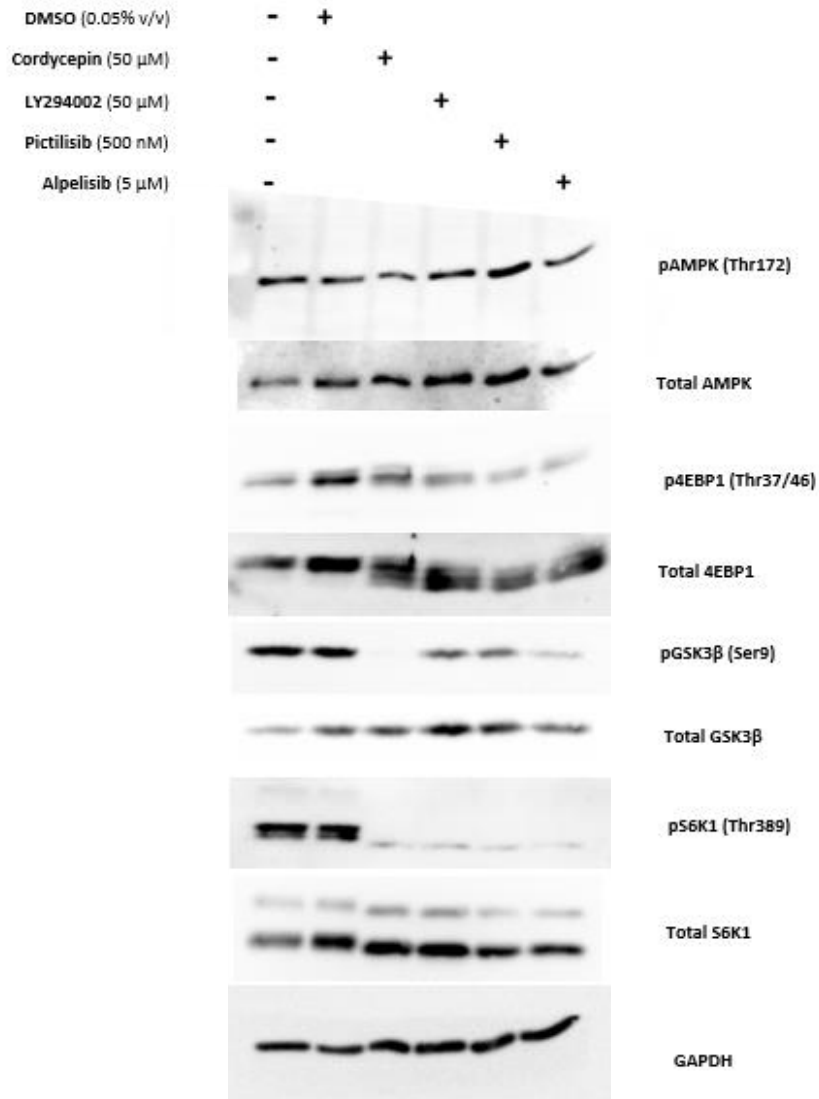 DMSO (0.05% v/v) - +
Cordycepin (50 µM) - +
LY294002 (50 µM) - +
Pictilisib (500 nM) - +
Alpelisib (5 µM) - +
pAMPK (Thr172)
Total AMPK
p4EBP1 (Thr37/46)
Total 4EBP1
pGSK3β (Ser9)
Total GSK3β
pS6K1 (Thr389)
Total S6K1
GAPDH